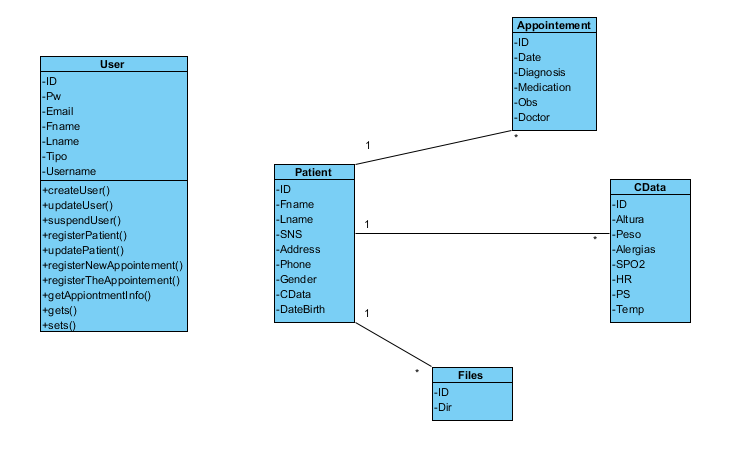 User
-ID
-Pw
-Email
-Fname
-Lname
-Tipo
-Username
+createUser()
+updateUser()
+suspendUser()
+registerPatient()
+updatePatient()
+registerNewAppointement()
+registerTheAppointement()
+getAppiontmentInfo()
+gets()
+sets()
Appointement
-ID
-Date
-Diagnosis
-Medication
-Obs
-Doctor
1
*
Patient
-ID
-Fname
-Lname
-SNS
-Address
-Phone
-Gender
-CData
-DateBirth
1
*
CData
-ID
-Altura
-Peso
-Alergias
-SPO2
-HR
-PS
-Temp
1
*
Files
-ID
-Dir